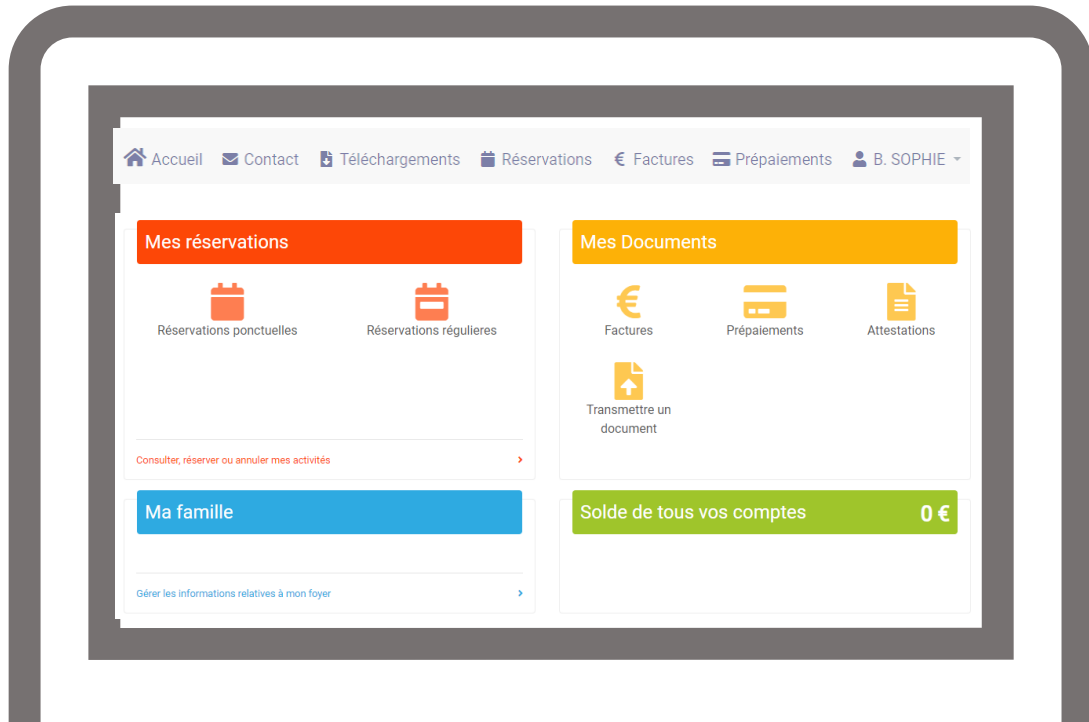 Accueil Contact Téléchargements Réservations € Factures Prépaiements B. SOPHIE
Mes réservations
Réservations ponctuelles Réservations régulieres
Consulter, réserver ou annuler mes activités
Mes Documents
€
Factures Prépaiements Attestations
Transmettre un
document
Ma famille
Gérer les informations relatives à mon foyer
Solde de tous vos comptes 0 €